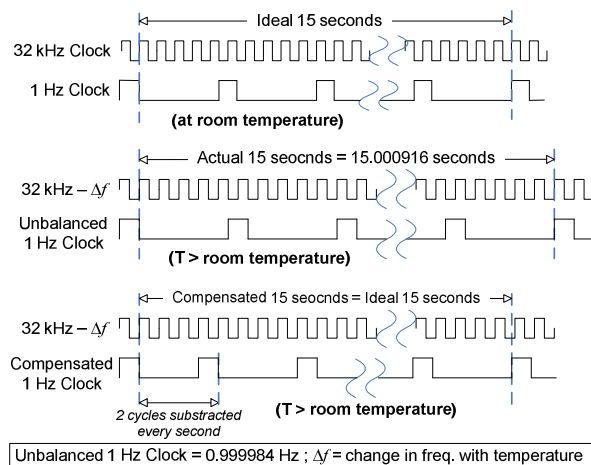 Ideal 15 seconds
32 kHz Clock
1 Hz Clock
(at room temperature)
Actual 15 seocnds = 15.000916 seconds
32 kHz – Δf
Unbalanced
1 Hz Clock
(T > room temperature)
Compensated 15 seocnds = Ideal 15 seconds
32 kHz – Δf
Compensated
1 Hz Clock
2 cycles substracted
every second
(T > room temperature)
Unbalanced 1 Hz Clock = 0.999984 Hz ; Δf = change in freq. with temperature